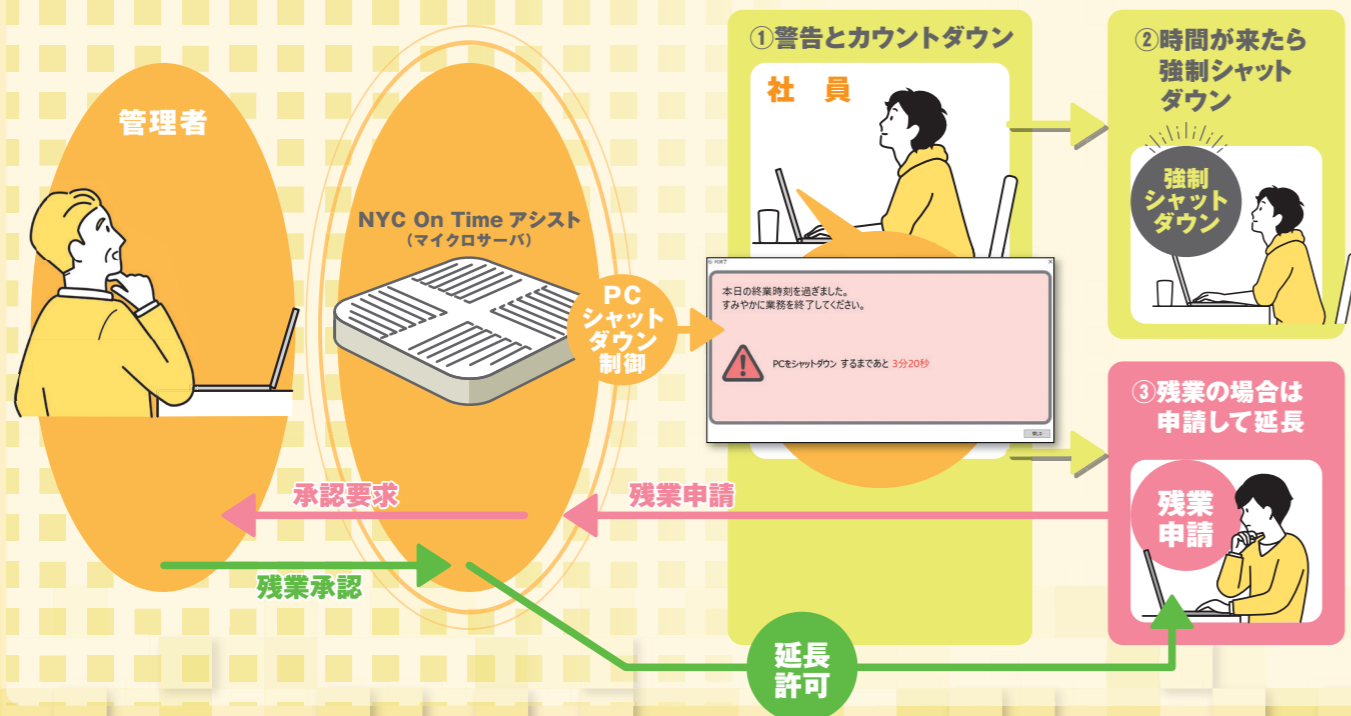 管理者
NYC On Time アシスト
(マイクロサーバ)
PC
シャット
ダウン
制御
①警告とカウントダウン
社 員
本日の終業時刻を過ぎました。
すみやかに業務を終了してください。
PCをシャットダウン するまであと 3分20秒
②時間が来たら
強制シャット
ダウン
強制
シャット
ダウン
③残業の場合は
申請して延長
残業
申請
残業申請
承認要求
残業承認
延長
許可